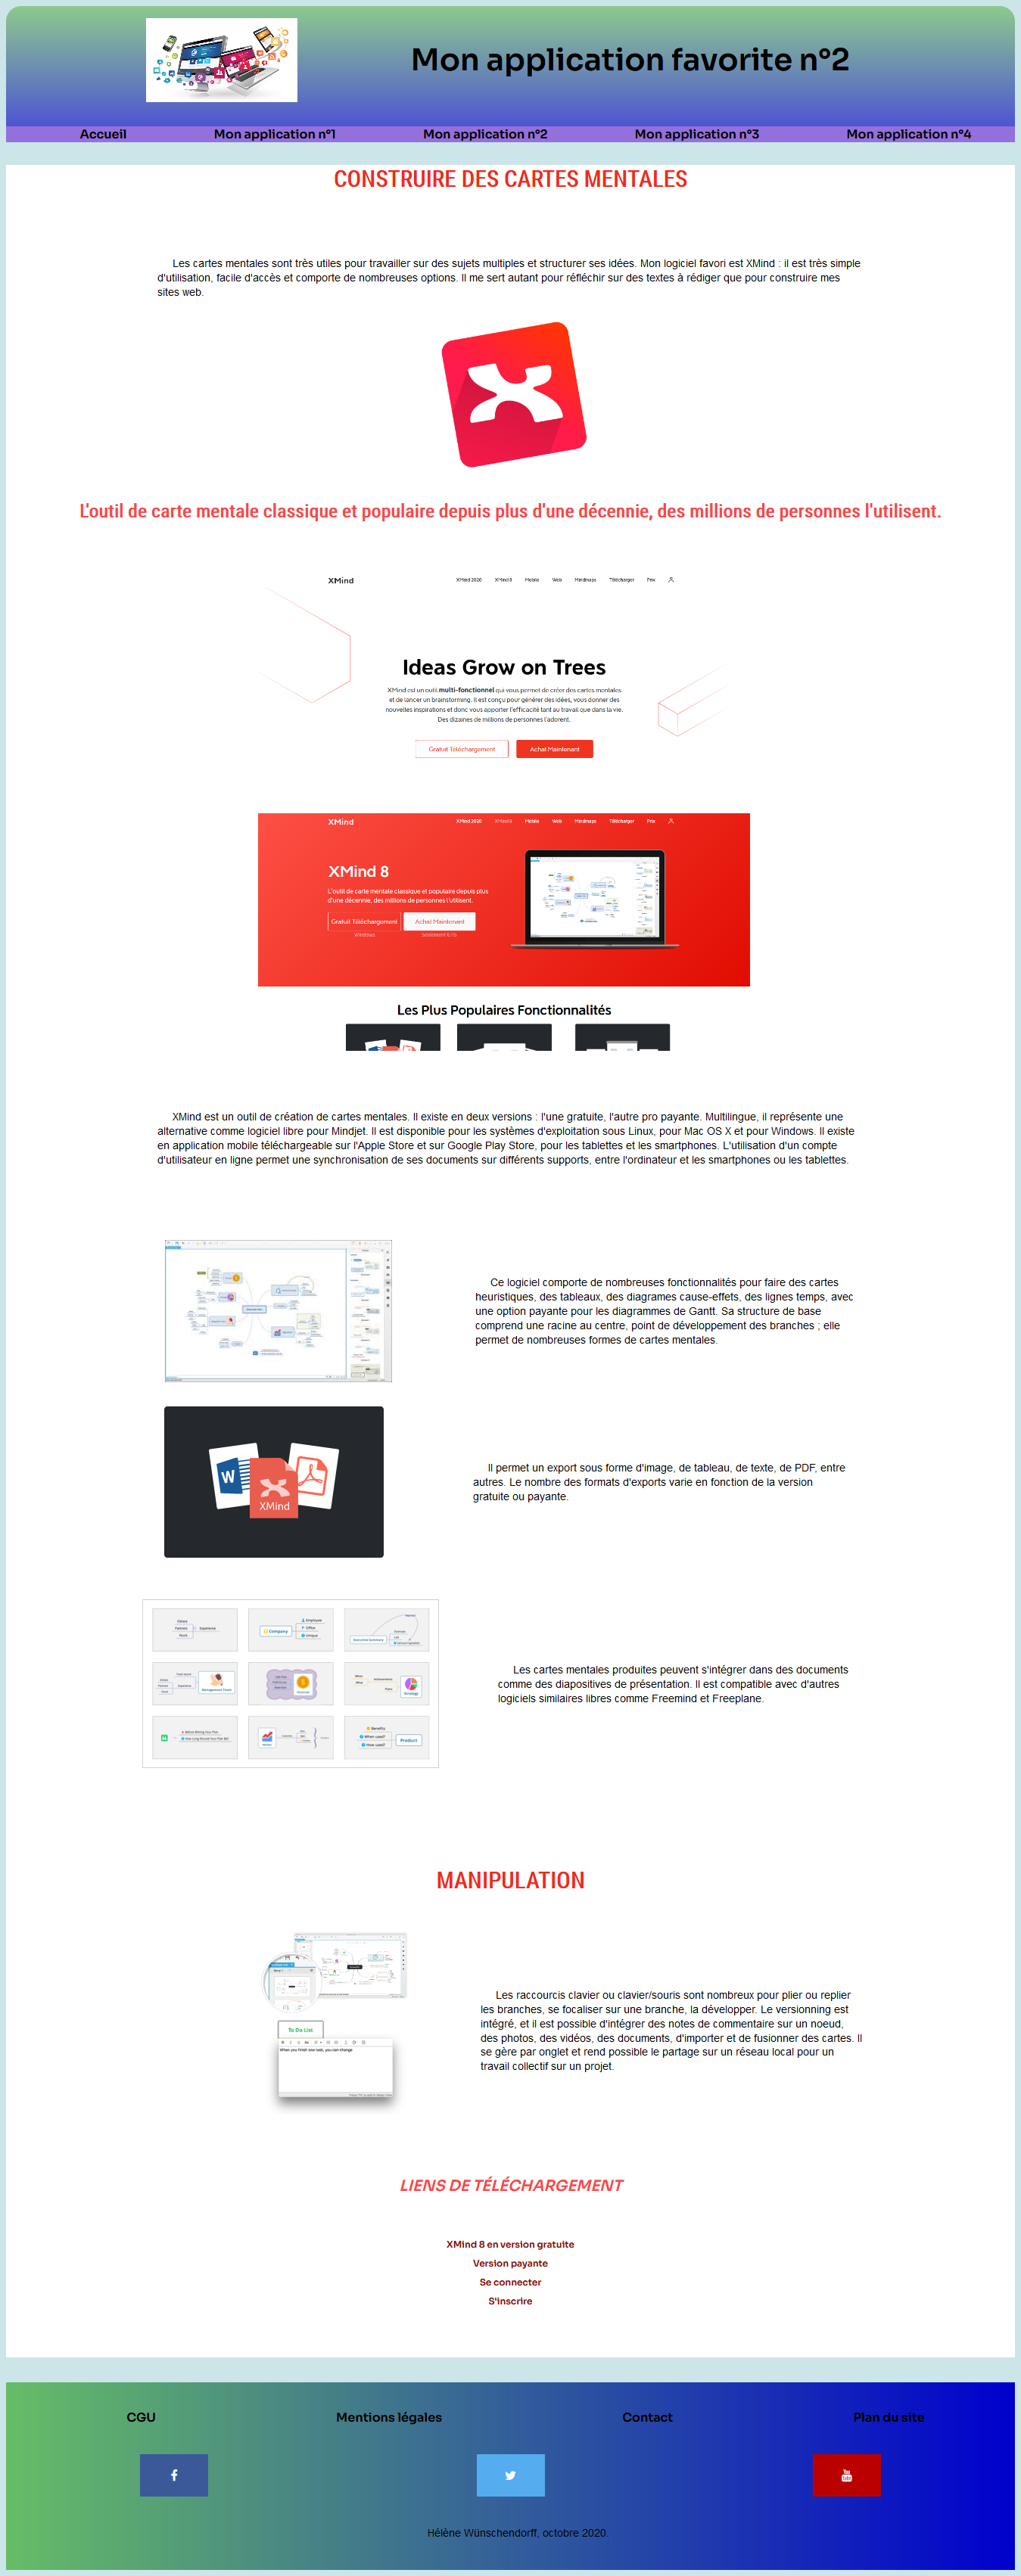 Mon application favorite n°2
Accueil
Mon application n°1
Mon application n°2
Mon application n°3
Mon application n°4
CONSTRUIRE DES CARTES MENTALES
Les cartes mentales sont très utiles pour travailler sur des sujets multiples et structurer ses idées. Mon logiciel favori est XMind : il est très simple
d'utilisation, facile d'accès et comporte de nombreuses options. Il me sert autant pour réfléchir sur des textes à rédiger que pour construire mes
sites web.
L'outil de carte mentale classique et populaire depuis plus d'une décennie, des millions de personnes l'utilisent.
XMind
XMind 2020
XMind 8
Mobile
Web
Mindmaps
Télécharger
Prix
Ideas Grow on Trees
XMind est un outil multi-fonctionnel qui vous permet de créer des cartes mentales
et de lancer un brainstorming. Il est conçu pour générer des idées, vous donner des
nouvelles inspirations et donc vous apporter l'efficacité tant au travail que dans la vie.
Des dizaines de millions de personnes l'adorent.
Gratuit Téléchargement
Achat Maintenant
XMind
XMind 2020
XMind 8
Mobile
Web
Mindmaps
Télécharger
Prix
XMind 8
L'outil de carte mentale classique et populaire depuis plus
d'une décennie, des millions de personnes l'utilisent.
Gratuit Téléchargement
Achat Maintenant
Windows
Les Plus Populaires Fonctionnalités
XMind est un outil de création de cartes mentales. Il existe en deux versions : l'une gratuite, l'autre pro payante. Multilingue, il représente une
alternative comme logiciel libre pour Mindjet. Il est disponible pour les systèmes d'exploitation sous Linux, pour Mac OS X et pour Windows. Il existe
en application mobile téléchargeable sur l'Apple Store et sur Google Play Store, pour les tablettes et les smartphones. L'utilisation d'un compte
d'utilisateur en ligne permet une synchronisation de ses documents sur différents supports, entre l'ordinateur et les smartphones ou les tablettes.
Ce logiciel comporte de nombreuses fonctionnalités pour faire des cartes
heuristiques, des tableaux, des diagrames cause-effets, des lignes temps, avec
une option payante pour les diagrammes de Gantt. Sa structure de base
comprend une racine au centre, point de développement des branches ; elle
permet de nombreuses formes de cartes mentales.
W
XMind
Il permet un export sous forme d'image, de tableau, de texte, de PDF, entre
autres. Le nombre des formats d'exports varie en fonction de la version
gratuite ou payante.
Experience
Company
Employee
Office
Unique
Executive Summary
Management Team
Strategy
Benefits
When used?
How used?
Product
Les cartes mentales produites peuvent s'intégrer dans des documents
comme des diapositives de présentation. Il est compatible avec d'autres
logiciels similaires libres comme Freemind et Freeplane.
MANIPULATION
To Do List
When you finish one task, you can change
Les raccourcis clavier ou clavier/souris sont nombreux pour plier ou replier
les branches, se focaliser sur une branche, la développer. Le versionning est
intégré, et il est possible d'intégrer des notes de commentaire sur un noeud,
des photos, des vidéos, des documents, d'importer et de fusionner des cartes. Il
se gère par onglet et rend possible le partage sur un réseau local pour un
travail collectif sur un projet.
LIENS DE TÉLÉCHARGEMENT
XMind 8 en version gratuite
Version payante
Se connecter
S'inscrire
CGU
Mentions légales
Contact
Plan du site
Hélène Wünschendorff, octobre 2020.